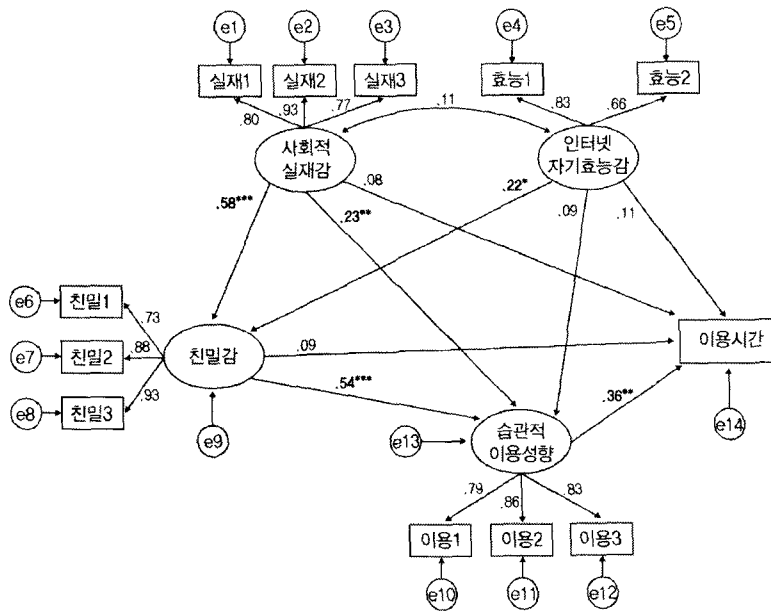 e1
e2
e3
e4
e5
실재1
실재2
실재3
효능1
효능2
.80
.93
.77
.11
.83
.66
사회적
실재감
인터넷
자기효능감
.58***
.23**
.08
.22*
.09
.11
e6
친밀1
e7
친밀2
e8
친밀3
.73
.88
.93
친밀감
.09
이용시간
.54***
.36**
e9
e13
습관적
이용성향
e14
.79
.86
.83
이용1
이용2
이용3
e10
e11
e12